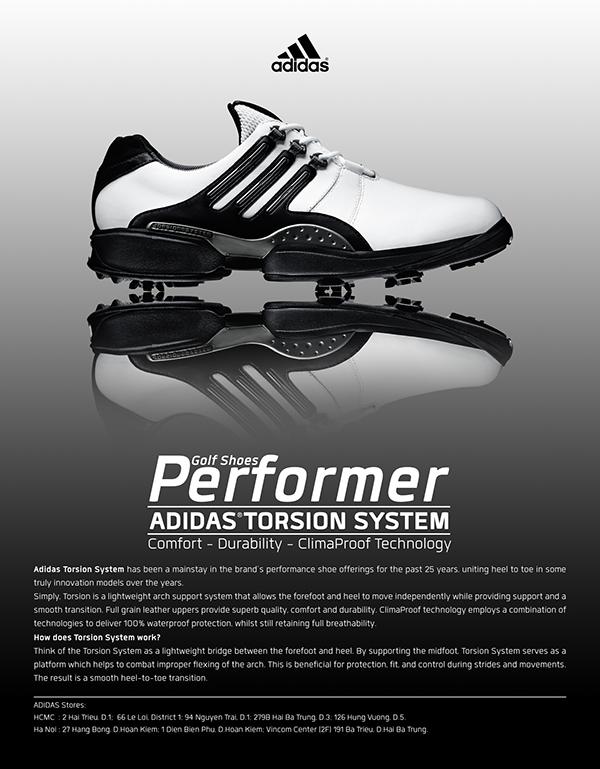 adidas
Golf Shoes
Performer
ADIDAS® TORSION SYSTEM
Comfort - Durability - ClimaProof Technology
Adidas Torsion System has been a mainstay in the brand's performance shoe offerings for the past 25 years, uniting heel to toe in some
truly innovation models over the years.
Simply, Torsion is a lightweight arch support system that allows the forefoot and heel to move independently while providing support and a
smooth transition. Full grain leather uppers provide superb quality, comfort and durability. ClimaProof technology employs a combination of
technologies to deliver 100% waterproof protection, whilst still retaining full breathability.
How does Torsion System work?
Think of the Torsion System as a lightweight bridge between the forefoot and heel. By supporting the midfoot, Torsion System serves as a
platform which helps to combat improper flexing of the arch. This is beneficial for protection, fit, and control during strides and movements.
The result is a smooth heel-to-toe transition.
ADIDAS Stores:
HCMC : 2 Hai Trieu, D.1; 66 Le Loi, District 1; 94 Nguyen Trai, D.1; 279B Hai Ba Trung, D.3; 126 Hung Vuong, D.5.
Ha Noi : 27 Hang Bong, D.Hoan Kiem; 1 Dien Bien Phu, D.Hoan Kiem; Vincom Center (2F) 191 Ba Trieu, D.Hai Ba Trung.